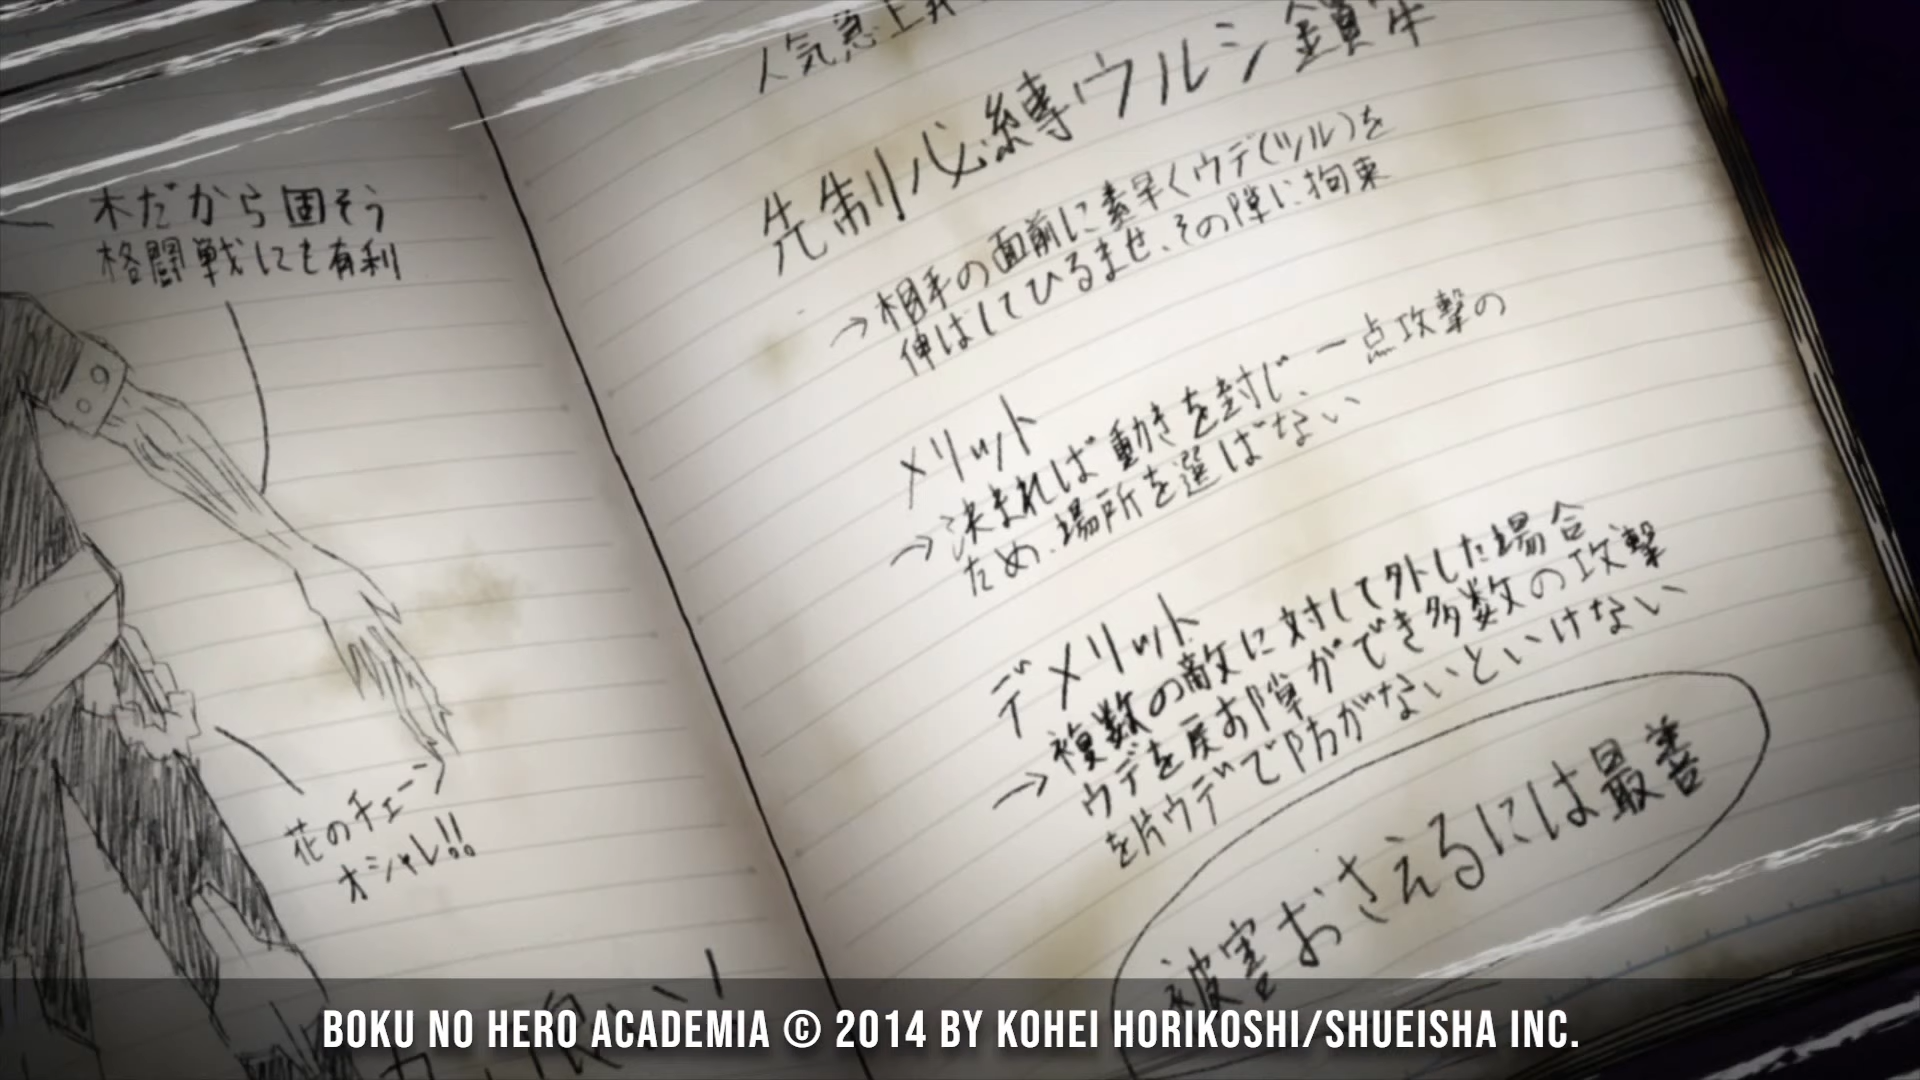 木だから固そう
格闘戦にも有利
花のチェーン
オシャレ!!
人気急上昇
先制必縛ウルシ鎖牢
→相手の面前に素早くウデ(ツル)を
伸ばしてひるませ、その隙に拘束
メリット
→決まれば動きを封じ一点攻撃の
ため、場所を選ばない
デメリット
→複数の敵に対して外した場合
ウデを戻す隙ができ多数の攻撃
を片ウデで防がないといけない
被害おさえるには最善
BOKU NO HERO ACADEMIA © 2014 BY KOHEI HORIKOSHI/SHUEISHA INC.